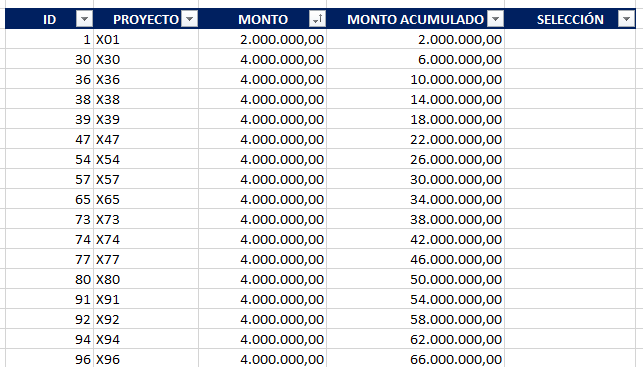 ID PROYECTO MONTO MONTO ACUMULADO SELECCIÓN
1 X01 2.000.000,00 2.000.000,00
30 X30 4.000.000,00 6.000.000,00
36 X36 4.000.000,00 10.000.000,00
38 X38 4.000.000,00 14.000.000,00
39 X39 4.000.000,00 18.000.000,00
47 X47 4.000.000,00 22.000.000,00
54 X54 4.000.000,00 26.000.000,00
57 X57 4.000.000,00 30.000.000,00
65 X65 4.000.000,00 34.000.000,00
73 X73 4.000.000,00 38.000.000,00
74 X74 4.000.000,00 42.000.000,00
77 X77 4.000.000,00 46.000.000,00
80 X80 4.000.000,00 50.000.000,00
91 X91 4.000.000,00 54.000.000,00
92 X92 4.000.000,00 58.000.000,00
94 X94 4.000.000,00 62.000.000,00
96 X96 4.000.000,00 66.000.000,00